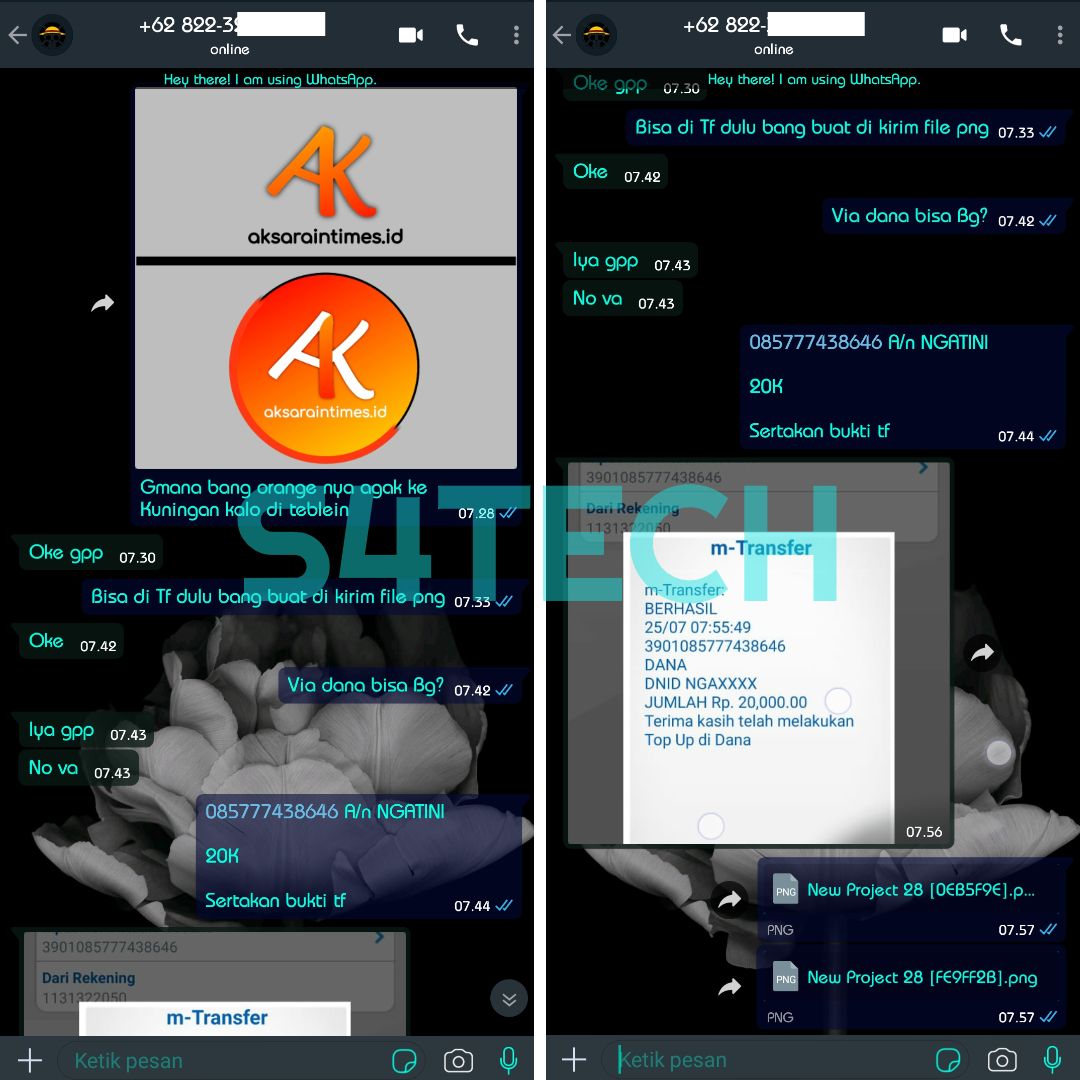 +62 822-32
online
Hey there! I am using WhatsApp.
AK
aksaraintimes.id
AK
aksaraintimes.id
Gmana bang orange nya agak ke
Kuningan kalo di teblein
07.28
Oke gpp 07.30
Bisa di Tf dulu bang buat di kirim file png 07.33
Oke 07.42
Via dana bisa Bg? 07.42
Iya gpp 07.43
No va 07.43
085777438646 A/n NGATINI
20K
Sertakan bukti tf
07.44
3901085777438646
Dari Rekening
1131322050
m-Transfer
Ketik pesan
+62 822-
online
Hey there! I am using WhatsApp.
Oke gpp 07.30
Bisa di Tf dulu bang buat di kirim file png 07.33
Oke 07.42
Via dana bisa Bg? 07.42
Iya gpp 07.43
No va 07.43
085777438646 A/n NGATINI
20K
Sertakan bukti tf
07.44
3901085777438646
Dari Rekening
1131322050
m-Transfer
m-Transfer:
BERHASIL
25/07 07:55:49
3901085777438646
DANA
DNID NGAXXXX
JUMLAH Rp. 20,000.00
Terima kasih telah melakukan
Top Up di Dana
07.56
PNG
New Project 28 [0EB5F9E].p...
PNG
07.57
PNG
New Project 28 [FE9FF2B].png
PNG
07.57
Ketik pesan
S4TECH